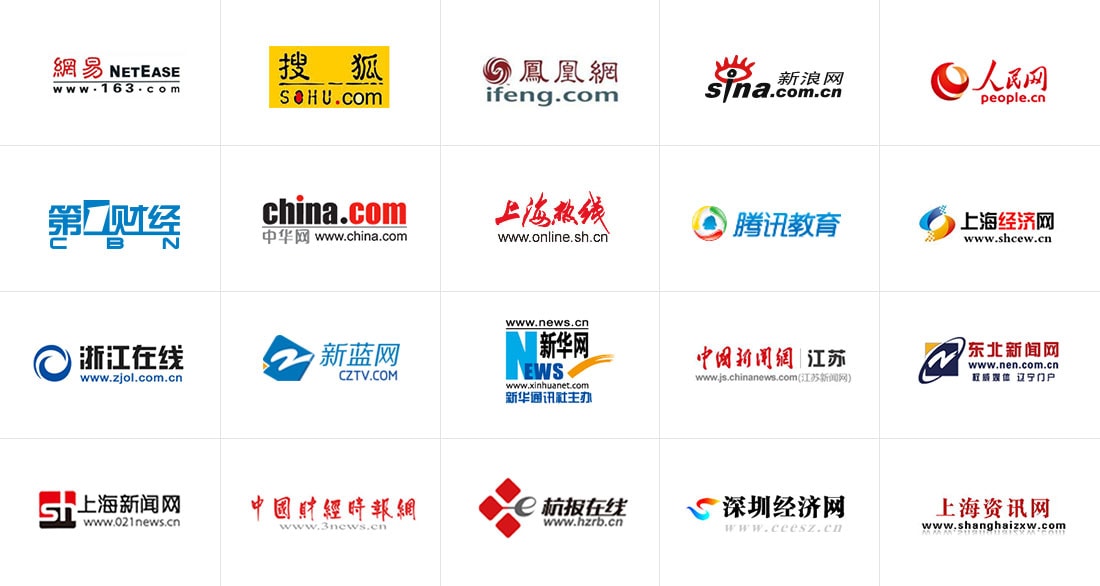 網易 NETEASE
www.163.com
搜狐
SOHU.com
鳳凰網
ifeng.com
新浪网
sina.com.cn
人民网
people.cn
第1财经
CBN
china.com
中华网 www.china.com
上海热线
www.online.sh.cn
腾讯教育
上海经济网
www.shcew.cn
浙江在线
www.zjol.com.cn
新蓝网
CZTV.COM
www.news.cn
新华网
NEWS
www.xinhuanet.com
新华通讯社主办
中国新闻網 江苏
www.js.chinanews.com(江苏新闻网)
东北新闻网
www.nen.com.cn
权威媒体 辽宁门户
sh 上海新闻网
www.021news.cn
中國财經時報網
www.3news.cn
e 杭报在线
www.hzrb.cn
深圳经济网
www.ccesz.cn
上海资讯网
www.shanghaizxw.com